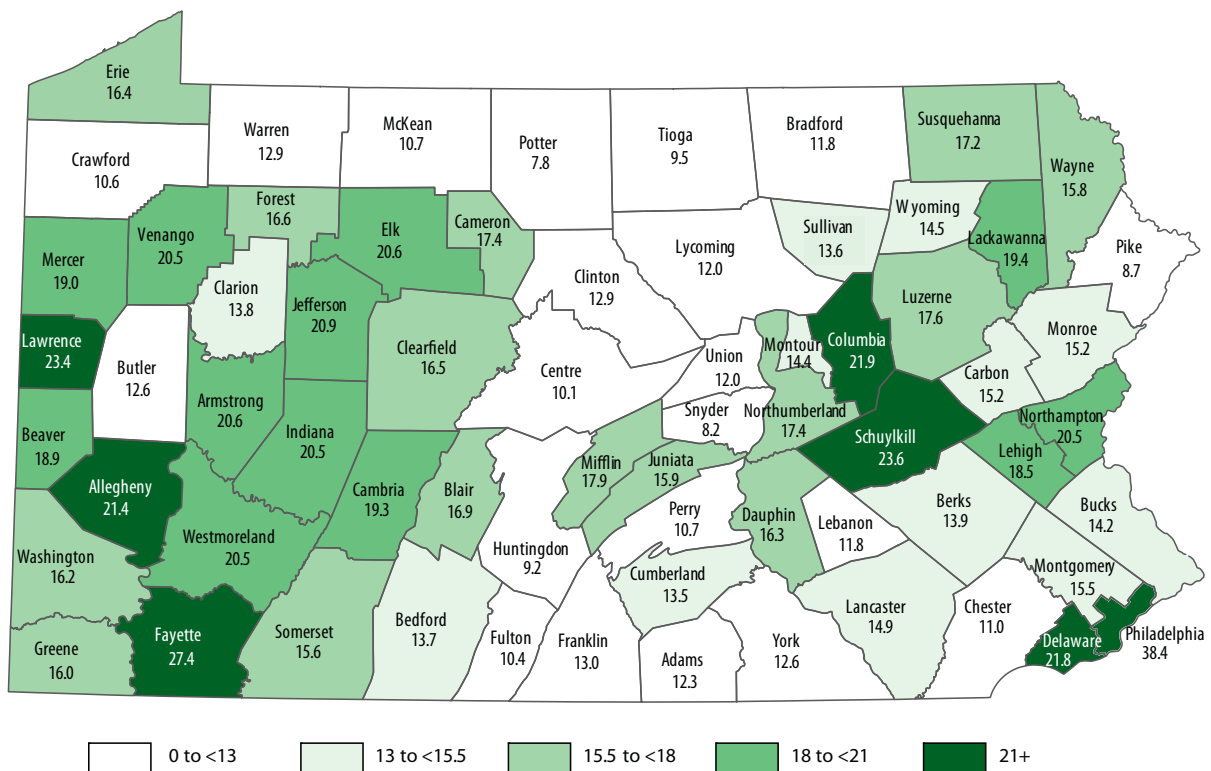 Erie
16.4
Warren
12.9
McKean
10.7
Potter
7.8
Tioga
9.5
Bradford
11.8
Susquehanna
17.2
Wayne
15.8
Crawford
10.6
Forest
16.6
Venango
20.5
Elk
20.6
Cameron
17.4
Lycoming
12.0
Sullivan
13.6
Wyoming
14.5
Lackawanna
19.4
Pike
8.7
Mercer
19.0
Clarion
13.8
Jefferson
20.9
Clinton
12.9
Luzerne
17.6
Lawrence
23.4
Butler
12.6
Clearfield
16.5
Centre
10.1
Union
12.0
Montour
14.4
Columbia
21.9
Monroe
15.2
Carbon
15.2
Armstrong
20.6
Indiana
20.5
Snyder
8.2
Northumberland
17.4
Schuylkill
23.6
Northampton
20.5
Lehigh
18.5
Beaver
18.9
Allegheny
21.4
Cambria
19.3
Blair
16.9
Mifflin
17.9
Juniata
15.9
Perry
10.7
Dauphin
16.3
Lebanon
11.8
Berks
13.9
Bucks
14.2
Westmoreland
20.5
Huntingdon
9.2
Washington
16.2
Cumberland
13.5
Montgomery
15.5
Lancaster
14.9
Chester
11.0
Greene
16.0
Fayette
27.4
Somerset
15.6
Bedford
13.7
Fulton
10.4
Franklin
13.0
Adams
12.3
York
12.6
Delaware
21.8
Philadelphia
38.4
0 to <13
13 to <15.5
15.5 to <18
18 to <21
21+